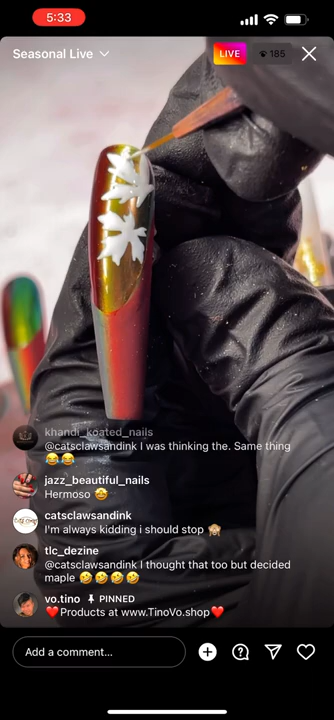 5:33
Seasonal Live
LIVE
185
khandi_koated_nails
@catsclawsandink I was thinking the. Same thing
😂😂
jazz_beautiful_nails
Hermoso 🤩
catsclawsandink
I'm always kidding i should stop 🙈
tlc_dezine
@catsclawsandink I thought that too but decided
maple 🤣🤣🤣🤣
vo.tino PINNED
❤️Products at www.TinoVo.shop❤️
Add a comment...